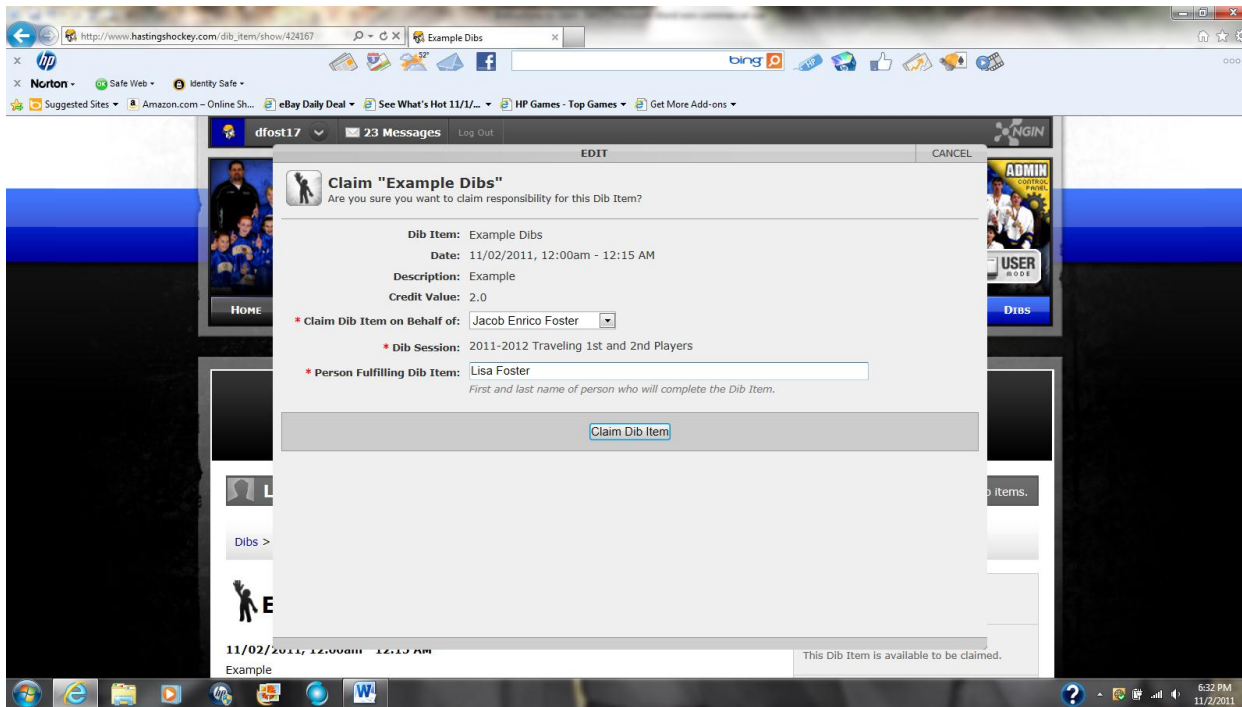 http://www.hastingshockey.com/dib_item/show/424167
Example Dibs
hp
32°
bing
Norton
Safe Web
Identity Safe
Suggested Sites
Amazon.com – Online Sh...
eBay Daily Deal
See What's Hot 11/1/...
HP Games - Top Games
Get More Add-ons
dfost17
23 Messages
Log Out
NGIN
EDIT
CANCEL
ADMIN
CONTROL
PANEL
Claim "Example Dibs"
Are you sure you want to claim responsibility for this Dib Item?
Dib Item: Example Dibs
Date: 11/02/2011, 12:00am - 12:15 AM
Description: Example
USER
MODE
Credit Value: 2.0
HOME
DIBS
* Claim Dib Item on Behalf of: Jacob Enrico Foster
* Dib Session: 2011-2012 Traveling 1st and 2nd Players
* Person Fulfilling Dib Item: Lisa Foster
First and last name of person who will complete the Dib Item.
Claim Dib Item
L
items.
Dibs >
E
11/02/2011, 12:00am - 12:15 AM
This Dib Item is available to be claimed.
Example
6:32 PM
11/2/2011